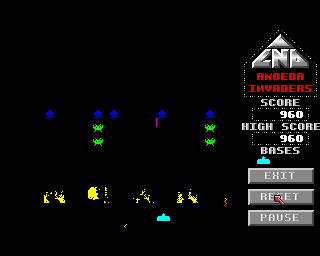 AMOEBA
INVADERS
SCORE
960
HIGH SCORE
960
BASES
EXIT
RESET
PAUSE